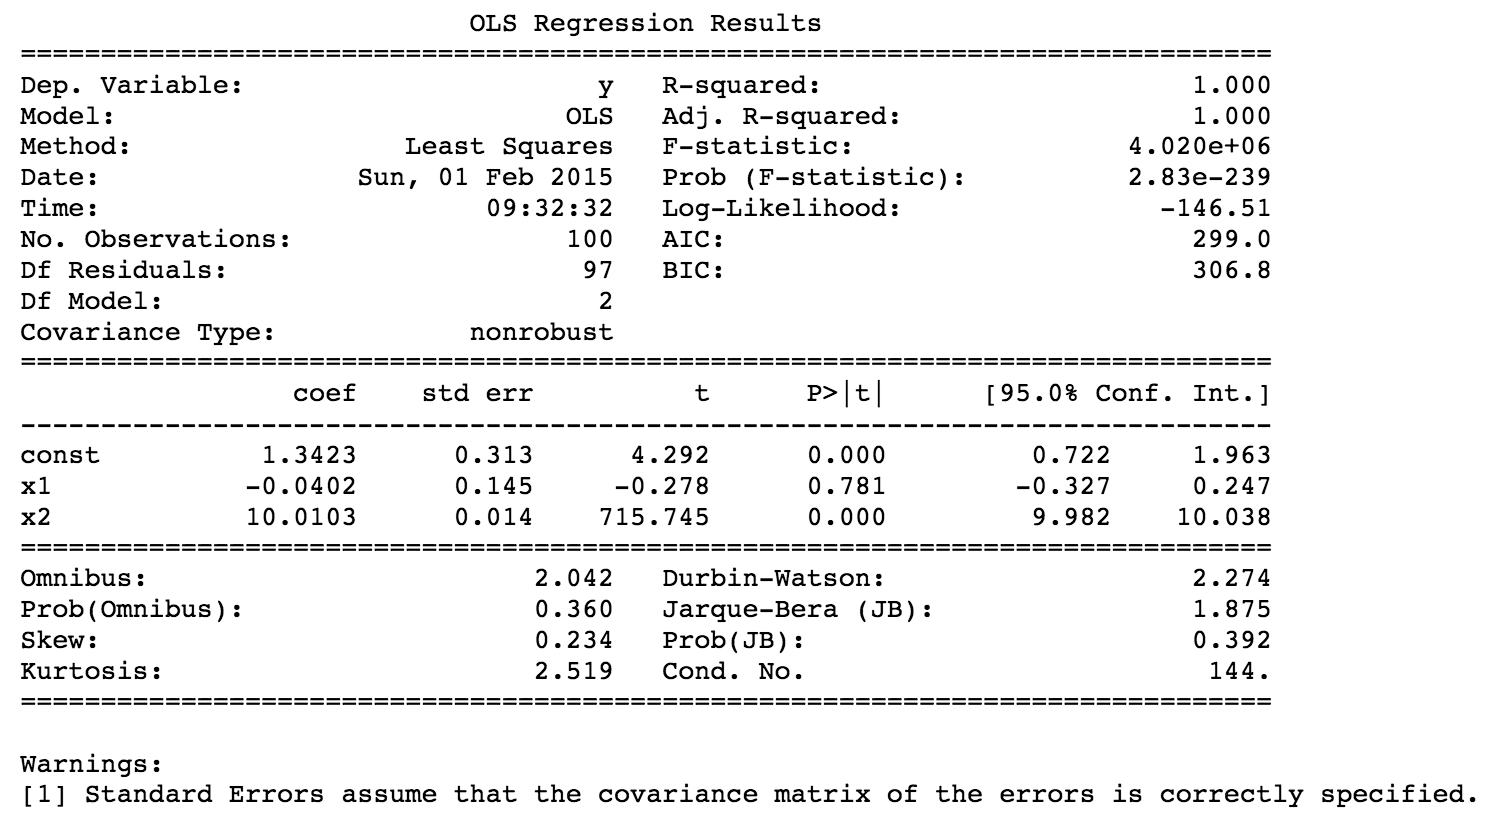 OLS Regression Results
==============================================================================
Dep. Variable:                      y   R-squared:                       1.000
Model:                            OLS   Adj. R-squared:                  1.000
Method:                 Least Squares   F-statistic:                 4.020e+06
Date:                Sun, 01 Feb 2015   Prob (F-statistic):          2.83e-239
Time:                        09:32:32   Log-Likelihood:                -146.51
No. Observations:                 100   AIC:                             299.0
Df Residuals:                      97   BIC:                             306.8
Df Model:                           2
Covariance Type:            nonrobust
==============================================================================
                 coef    std err          t      P>|t|      [95.0% Conf. Int.]
------------------------------------------------------------------------------
const          1.3423      0.313      4.292      0.000         0.722     1.963
x1            -0.0402      0.145     -0.278      0.781        -0.327     0.247
x2            10.0103      0.014    715.745      0.000         9.982    10.038
==============================================================================
Omnibus:                        2.042   Durbin-Watson:                   2.274
Prob(Omnibus):                  0.360   Jarque-Bera (JB):                1.875
Skew:                           0.234   Prob(JB):                        0.392
Kurtosis:                       2.519   Cond. No.                         144.
==============================================================================
Warnings:
[1] Standard Errors assume that the covariance matrix of the errors is correctly specified.